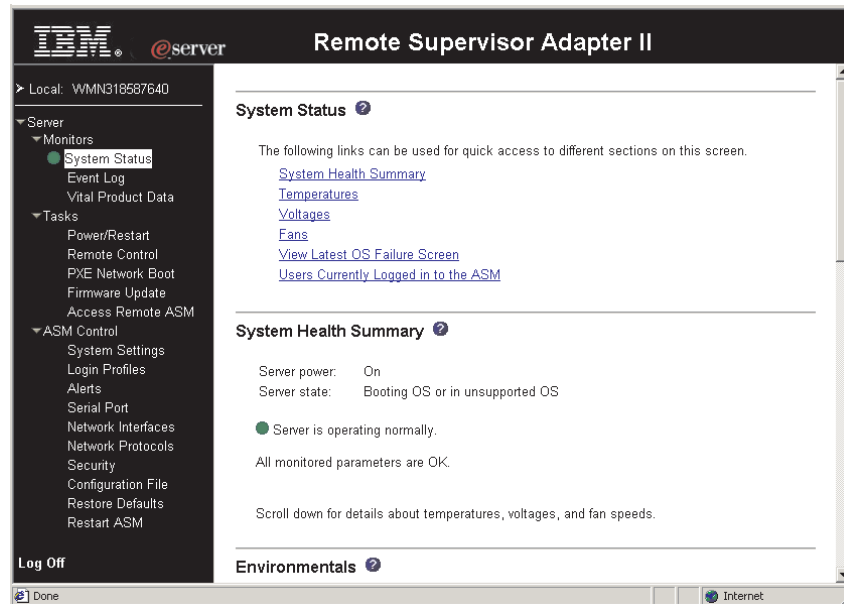 IBM. @server Remote Supervisor Adapter II
Local: WMN318587640
Server
Monitors
System Status
Event Log
Vital Product Data
Tasks
Power/Restart
Remote Control
PXE Network Boot
Firmware Update
Access Remote ASM
ASM Control
System Settings
Login Profiles
Alerts
Serial Port
Network Interfaces
Network Protocols
Security
Configuration File
Restore Defaults
Restart ASM
Log Off
System Status ?
The following links can be used for quick access to different sections on this screen.
System Health Summary
Temperatures
Voltages
Fans
View Latest OS Failure Screen
Users Currently Logged in to the ASM
System Health Summary ?
Server power: On
Server state: Booting OS or in unsupported OS
Server is operating normally.
All monitored parameters are OK.
Scroll down for details about temperatures, voltages, and fan speeds.
Environmentals ?
Done Internet